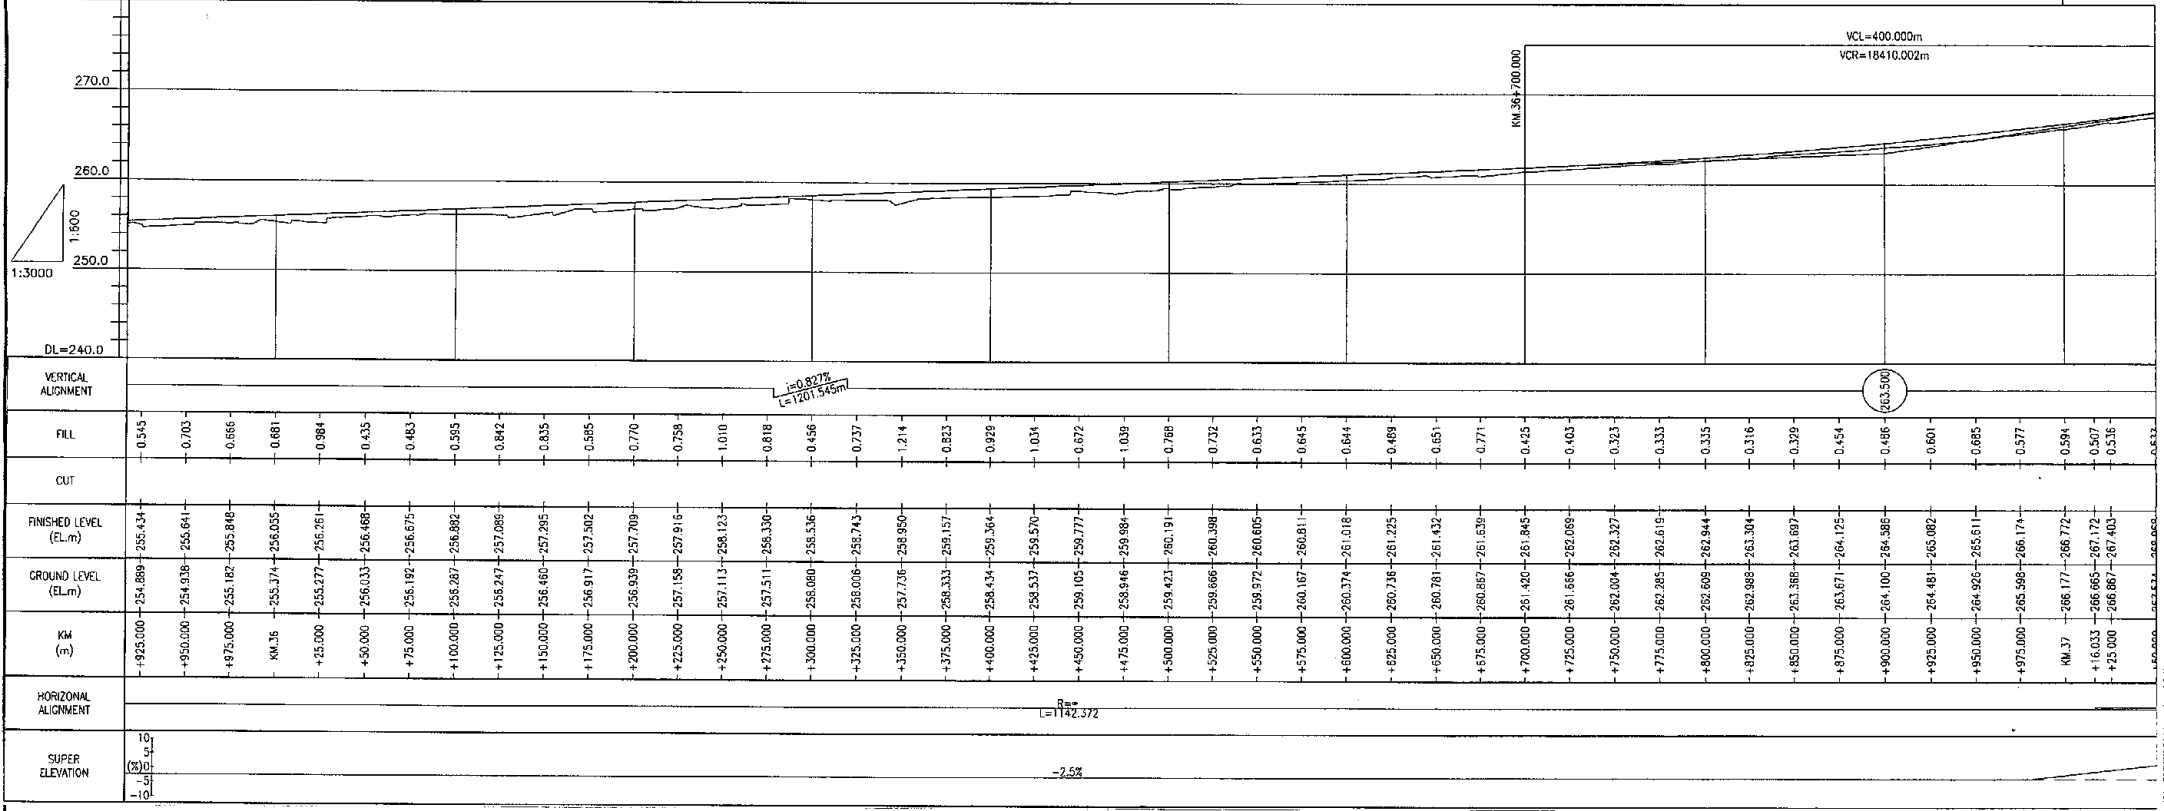 VCL=400.000m
VCR=18410.002m
KM.36+700.000
270.0
260.0
1:600
1:3000
250.0
DL=240.0
VERTICAL
ALIGNMENT
i=0.827%
L=1201.545m
263.500
FILL
0.545 0.703 0.666 0.681 0.984 0.435 0.483 0.595 0.842 0.835 0.585 0.770 0.758 1.010 0.818 0.456 0.737 1.214 0.823 0.929 1.034 0.672 1.039 0.768 0.732 0.633 0.645 0.644 0.489 0.651 0.771 0.425 0.403 0.323 0.333 0.335 0.316 0.329 0.454 0.486 0.601 0.685 0.577 0.594 0.507 0.536
CUT
FINISHED LEVEL
(EL.m)
255.434 255.641 255.848 256.055 256.261 256.468 256.675 256.882 257.089 257.295 257.502 257.709 257.916 258.123 258.330 258.536 258.743 258.950 259.157 259.364 259.570 259.777 259.984 260.191 260.398 260.605 260.811 261.018 261.225 261.432 261.639 261.845 262.069 262.327 262.619 262.944 263.304 263.697 264.125 264.586 265.082 265.611 266.174 266.772 267.172 267.403
GROUND LEVEL
(EL.m)
254.889 254.938 255.182 255.374 255.277 256.033 256.192 256.287 256.247 256.460 256.917 256.939 257.158 257.113 257.511 258.080 258.006 257.736 258.333 258.434 258.537 259.105 258.946 259.423 259.666 259.972 260.167 260.374 260.736 260.781 260.867 261.420 261.666 262.004 262.285 262.609 262.988 263.368 263.671 264.100 264.481 264.926 265.598 266.177 266.665 266.867
KM
(m)
+925.000 +950.000 +975.000 KM.36 +25.000 +50.000 +75.000 +100.000 +125.000 +150.000 +175.000 +200.000 +225.000 +250.000 +275.000 +300.000 +325.000 +350.000 +375.000 +400.000 +425.000 +450.000 +475.000 +500.000 +525.000 +550.000 +575.000 +600.000 +625.000 +650.000 +675.000 +700.000 +725.000 +750.000 +775.000 +800.000 +825.000 +850.000 +875.000 +900.000 +925.000 +950.000 +975.000 KM.37 +16.033 +25.000
HORIZONAL
ALIGNMENT
R=∞
L=1142.372
SUPER
ELEVATION
10
5
(%)0
-5
-10
-2.5%